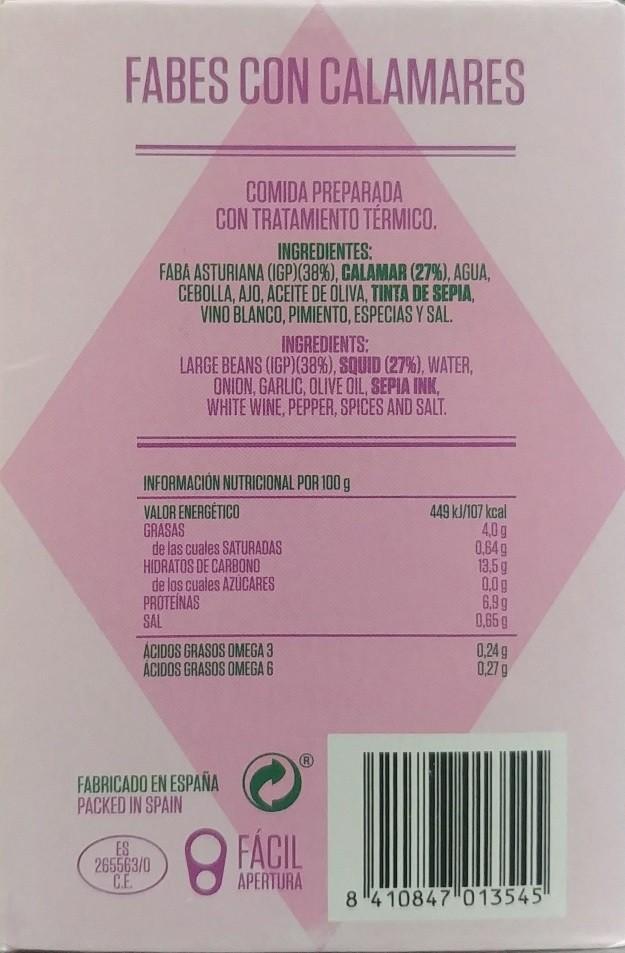 FABES CON CALAMARES
COMIDA PREPARADA
CON TRATAMIENTO TÉRMICO.
INGREDIENTES:
FABA ASTURIANA (IGP)(38%), CALAMAR (27%), AGUA,
CEBOLLA, AJO, ACEITE DE OLIVA, TINTA DE SEPIA,
VINO BLANCO, PIMIENTO, ESPECIAS Y SAL.
INGREDIENTS:
LARGE BEANS (IGP)(38%), SQUID (27%), WATER,
ONION, GARLIC, OLIVE OIL, SEPIA INK,
WHITE WINE, PEPPER, SPICES AND SALT.
INFORMACIÓN NUTRICIONAL POR 100 g
VALOR ENERGÉTICO 449 kJ/107 kcal
GRASAS 4,0 g
de las cuales SATURADAS 0,64 g
HIDRATOS DE CARBONO 13,5 g
de los cuales AZÚCARES 0,0 g
PROTEÍNAS 6,9 g
SAL 0,65 g
ÁCIDOS GRASOS OMEGA 3 0,24 g
ÁCIDOS GRASOS OMEGA 6 0,27 g
FABRICADO EN ESPAÑA
PACKED IN SPAIN
®
ES
265563/0
C.E.
FÁCIL
APERTURA
8 410847 013545